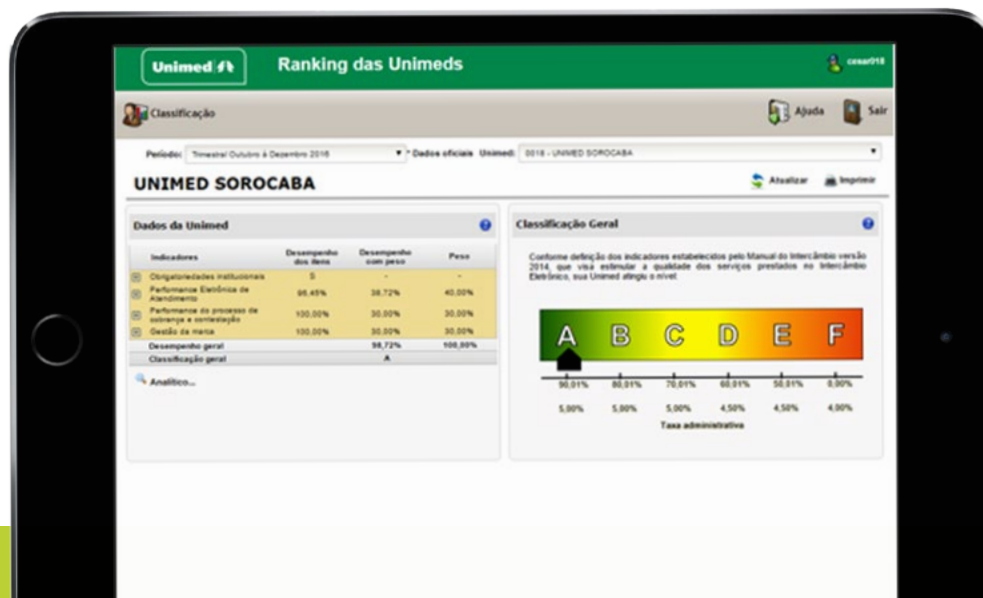 Unimed
Ranking das Unimeds
cesar018
Classificação
Ajuda
Sair
Período: Trimestral Outubro à Dezembro 2016 * Dados oficiais Unimed: 0018 - UNIMED SOROCABA
UNIMED SOROCABA
Atualizar
Imprimir
Dados da Unimed
Indicadores Desempenho dos itens Desempenho com peso Peso
Obrigatoriedades institucionais S - -
Performance Eletrônica de Atendimento 38,72% 40,00%
Performance do processo de cobrança e contestação 100,00% 30,00% 30,00%
Gestão da marca 100,00% 30,00% 30,00%
Desempenho geral 98,72% 100,00%
Classificação geral A
Analítico...
Classificação Geral
Conforme definição dos indicadores estabelecidos pelo Manual do Intercâmbio versão
2014, que visa estimular a qualidade dos serviços prestados no Intercâmbio
Eletrônico, sua Unimed atingiu o nível:
A B C D E F
90,01% 80,01% 70,01% 60,01% 50,01% 0,00%
5,00% 5,00% 5,00% 4,50% 4,50% 4,00%
Taxa administrativa